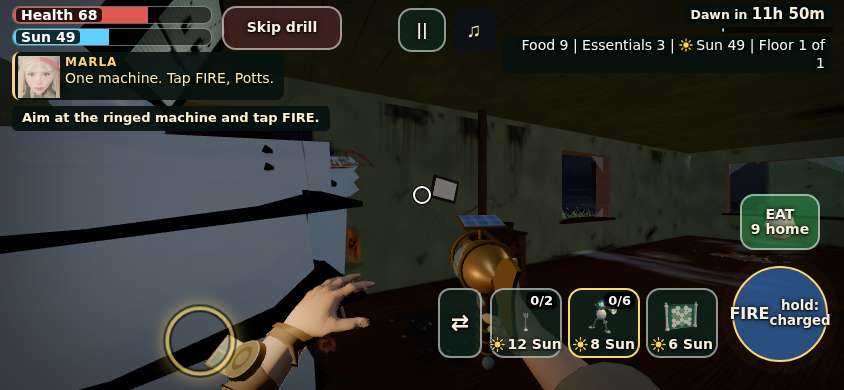 Health 68
Sun 49
Skip drill
Dawn in 11h 50m
Food 9 | Essentials 3 | ☀ Sun 49 | Floor 1 of
1
MARLA
One machine. Tap FIRE, Potts.
Aim at the ringed machine and tap FIRE.
EAT
9 home
0/2
☀12 Sun
0/6
☀8 Sun
☀6 Sun
FIRE
hold:
charged